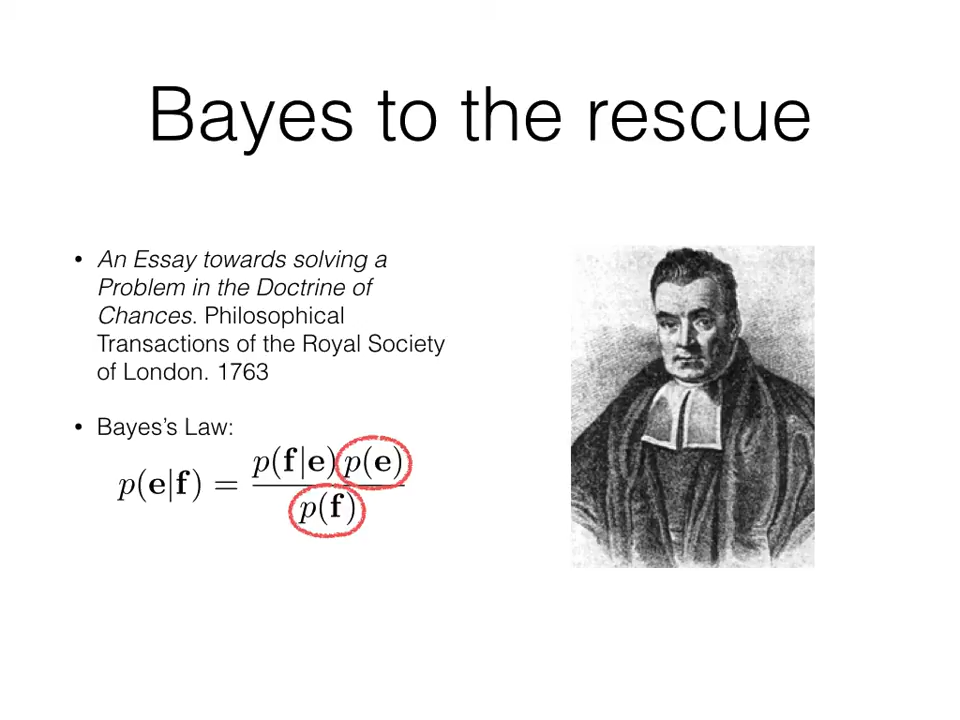 Bayes to the rescue
• An Essay towards solving a
Problem in the Doctrine of
Chances. Philosophical
Transactions of the Royal Society
of London. 1763
• Bayes’s Law:
p(e|f) = p(f|e) p(e) / p(f)